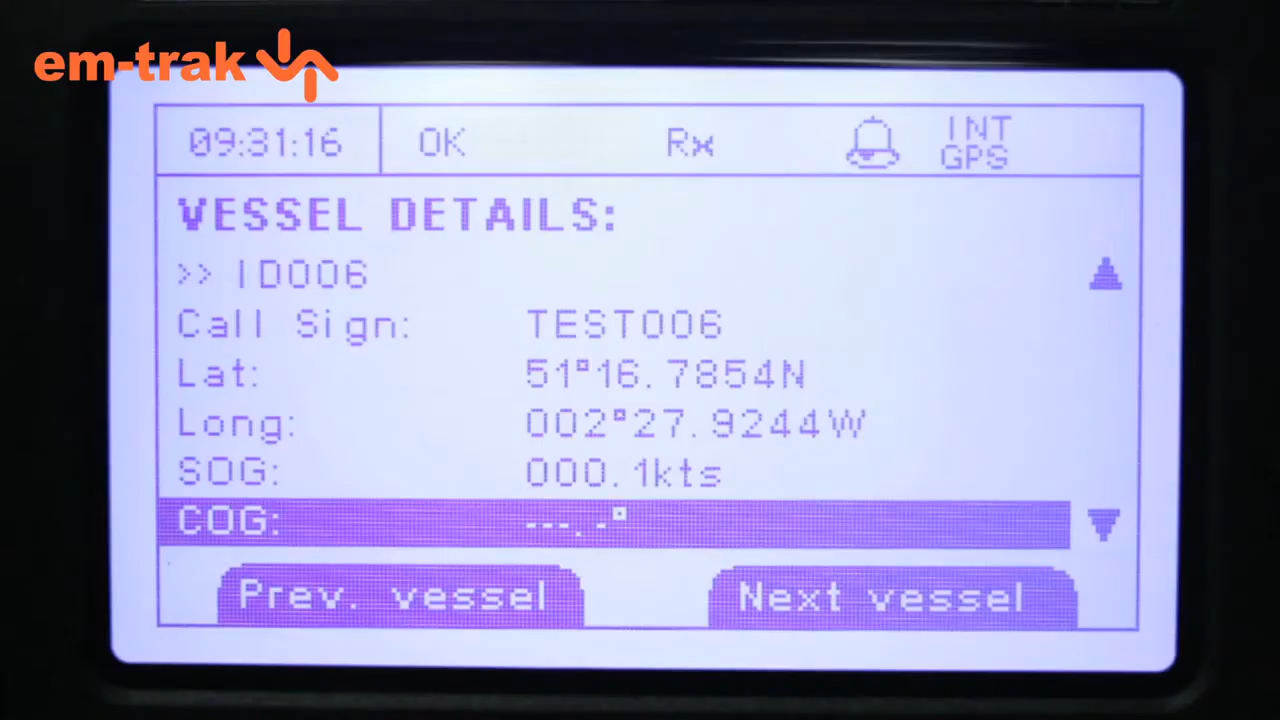 em-trak
09:31:16 OK Rx INT GPS
VESSEL DETAILS:
>> ID006
Call Sign: TEST006
Lat: 51°16.7854N
Long: 002°27.9244W
SOG: 000.1kts
COG: ---.-°
Prev. vessel Next vessel